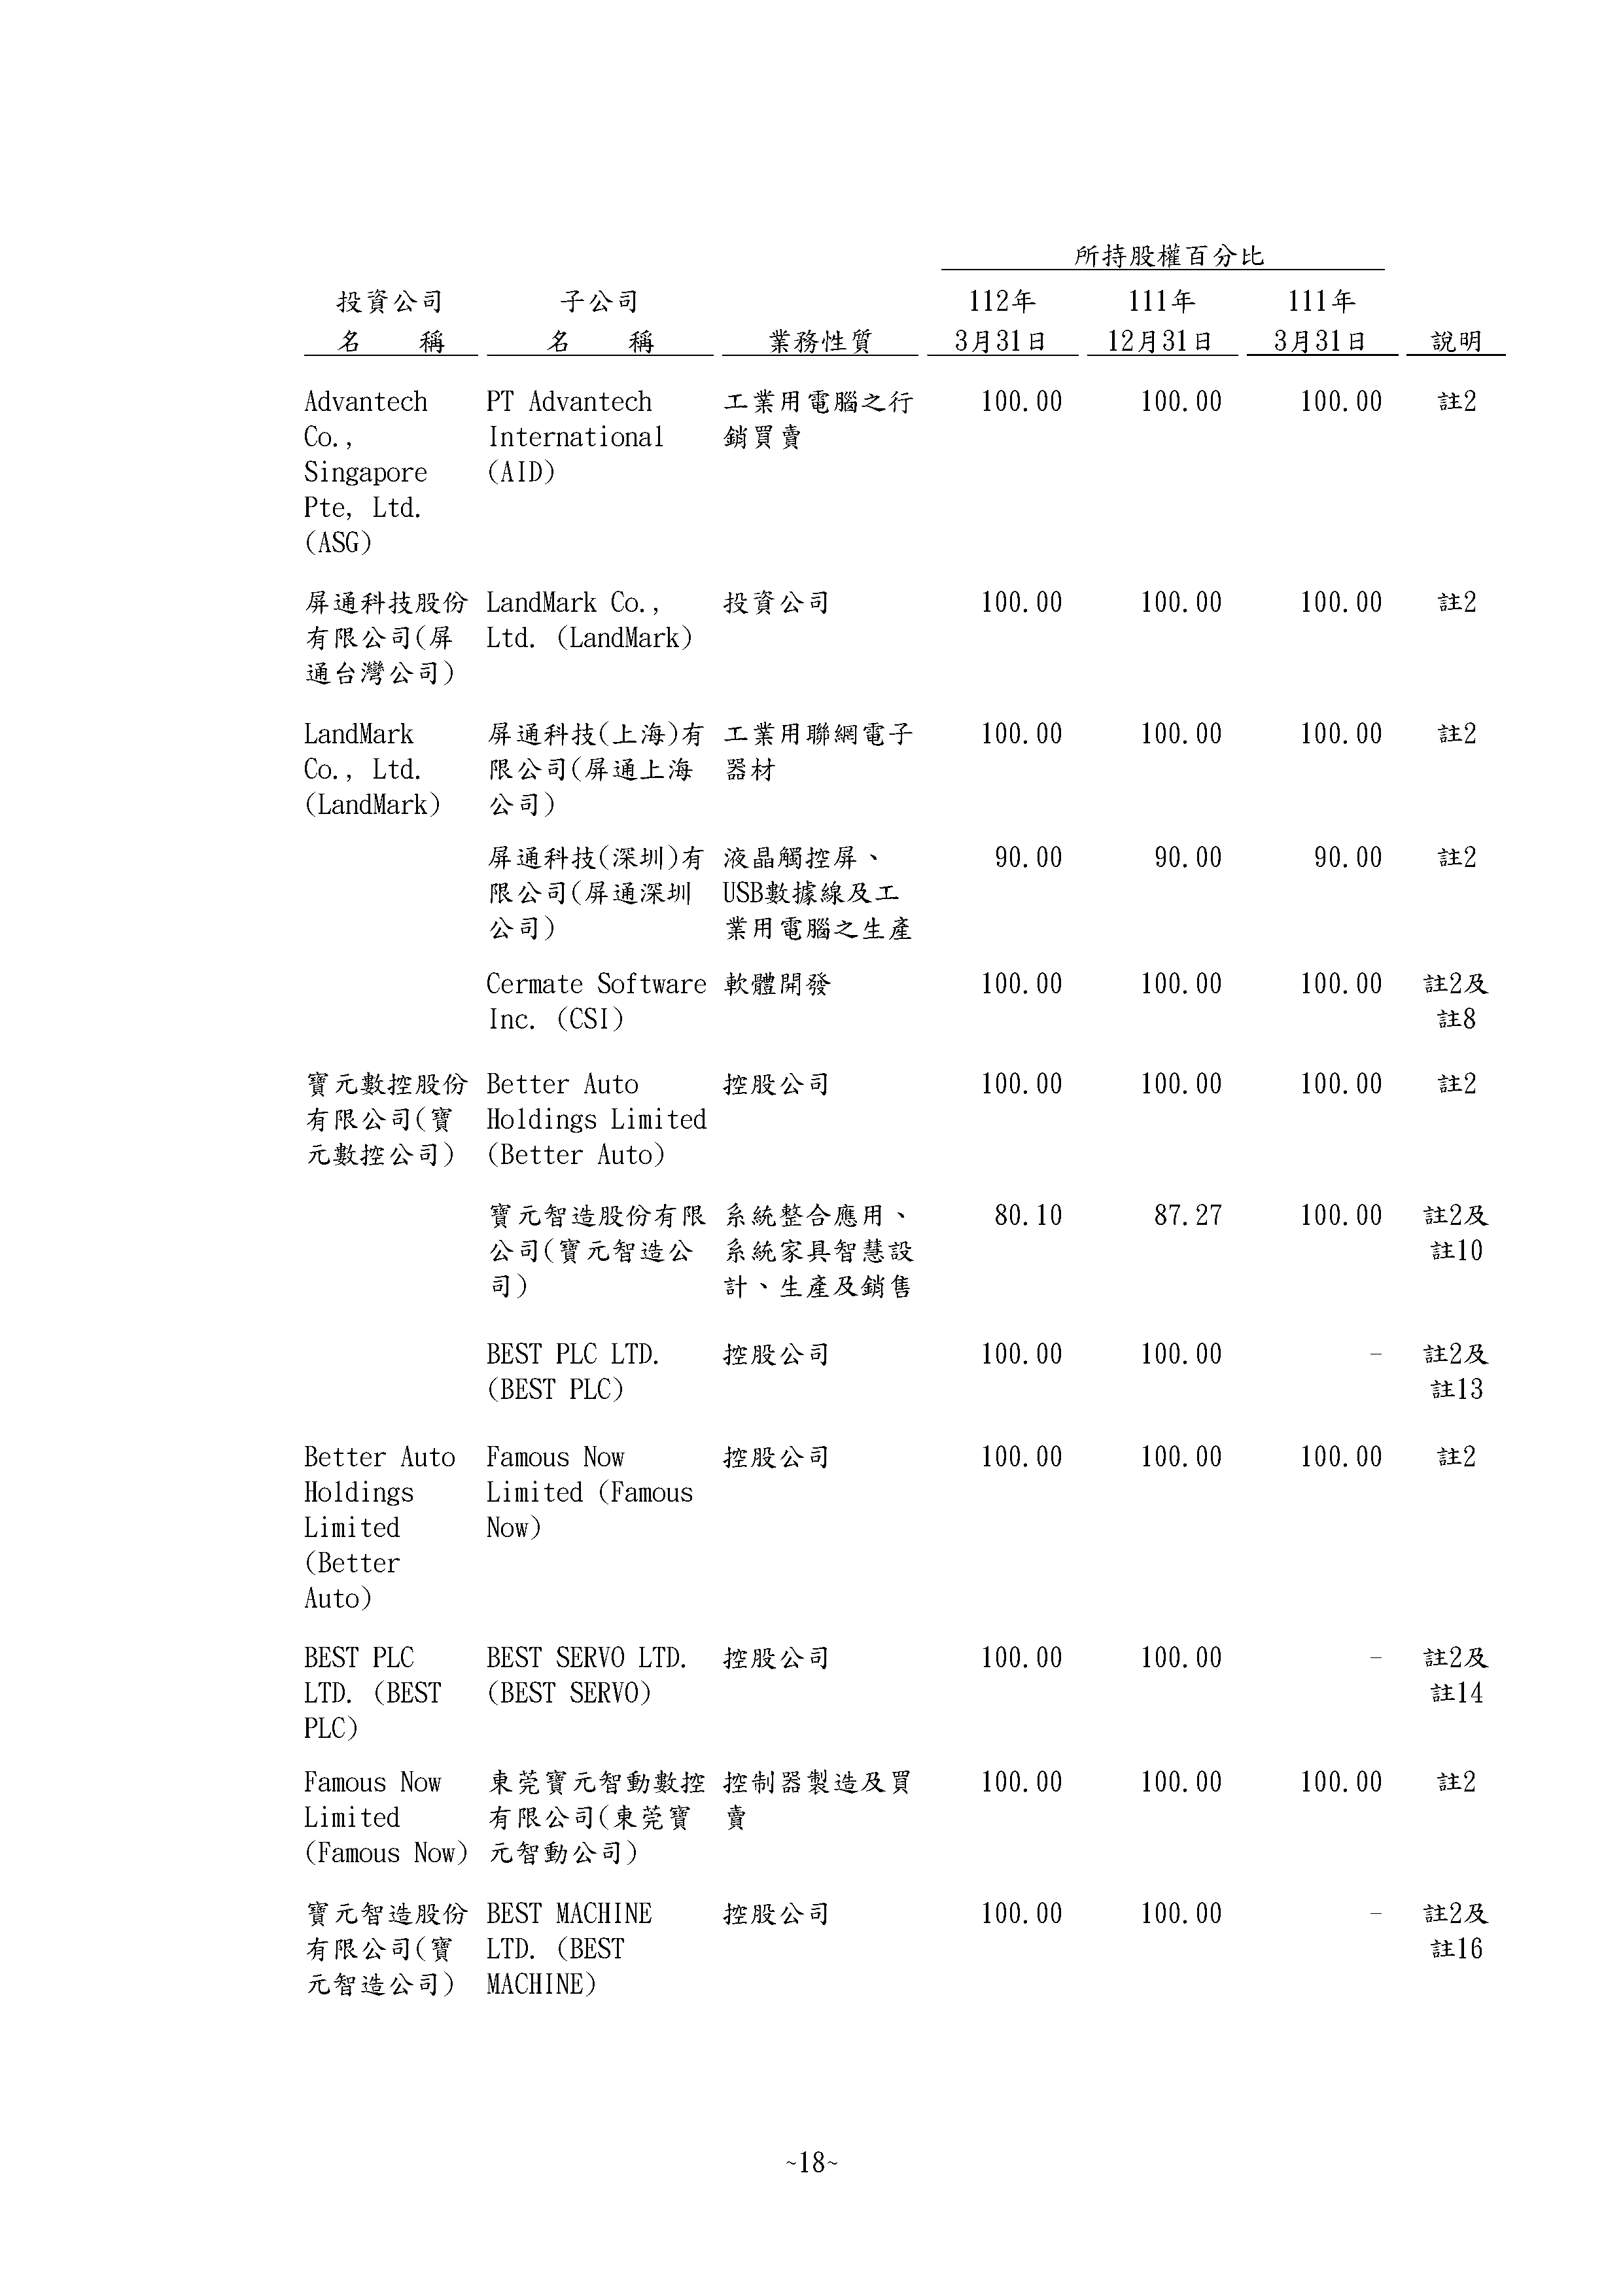 所持股權百分比
投資公司 子公司 112年 111年 111年
名 稱 名 稱 業務性質 3月31日 12月31日 3月31日 說明
Advantech PT Advantech 工業用電腦之行 100.00 100.00 100.00 註2
Co., International 銷買賣
Singapore (AID)
Pte, Ltd.
(ASG)
屏通科技股份 LandMark Co., 投資公司 100.00 100.00 100.00 註2
有限公司(屏 Ltd. (LandMark)
通台灣公司)
LandMark 屏通科技(上海)有 工業用聯網電子 100.00 100.00 100.00 註2
Co., Ltd. 限公司(屏通上海 器材
(LandMark) 公司)
屏通科技(深圳)有 液晶觸控屏、 90.00 90.00 90.00 註2
限公司(屏通深圳 USB數據線及工
公司) 業用電腦之生產
Cermate Software 軟體開發 100.00 100.00 100.00 註2及
Inc. (CSI) 註8
寶元數控股份 Better Auto 控股公司 100.00 100.00 100.00 註2
有限公司(寶 Holdings Limited
元數控公司) (Better Auto)
寶元智造股份有限 系統整合應用、 80.10 87.27 100.00 註2及
公司(寶元智造公 系統家具智慧設 註10
司) 計、生產及銷售
BEST PLC LTD. 控股公司 100.00 100.00 - 註2及
(BEST PLC) 註13
Better Auto Famous Now 控股公司 100.00 100.00 100.00 註2
Holdings Limited (Famous
Limited Now)
(Better
Auto)
BEST PLC BEST SERVO LTD. 控股公司 100.00 100.00 - 註2及
LTD. (BEST (BEST SERVO) 註14
PLC)
Famous Now 東莞寶元智動數控 控制器製造及買 100.00 100.00 100.00 註2
Limited 有限公司(東莞寶 賣
(Famous Now) 元智動公司)
寶元智造股份 BEST MACHINE 控股公司 100.00 100.00 - 註2及
有限公司(寶 LTD. (BEST 註16
元智造公司) MACHINE)
~18~